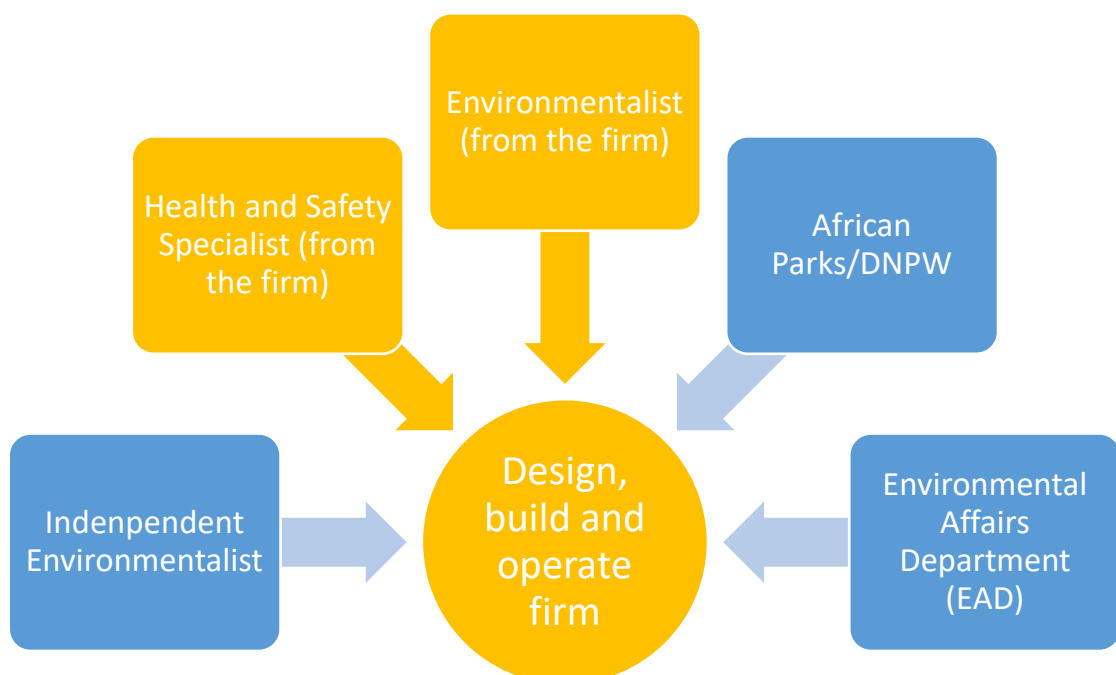 Environmentalist
(from the firm)
Health and Safety
Specialist (from
the firm)
African
Parks/DNPW
Indenpendent
Environmentalist
Design,
build and
operate
firm
Environmental
Affairs
Department
(EAD)